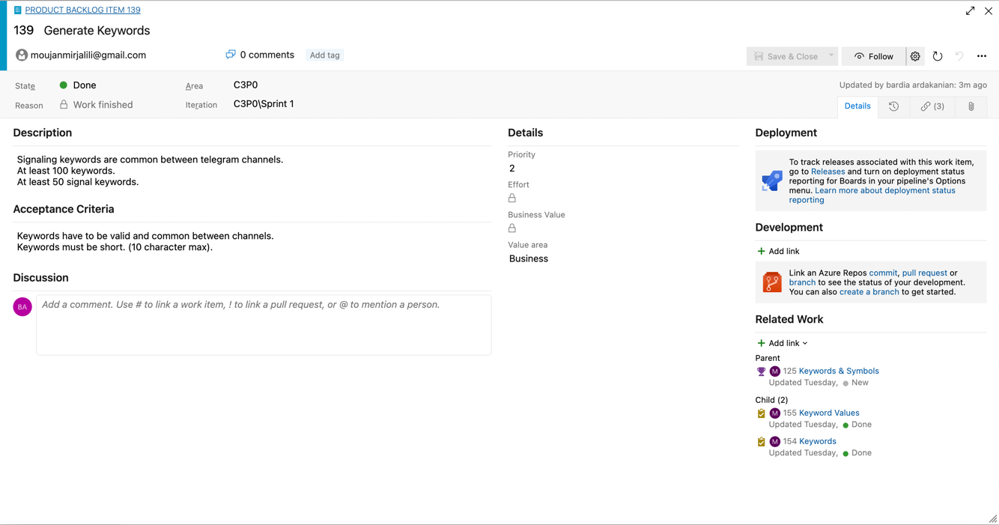 PRODUCT BACKLOG ITEM 139
139 Generate Keywords
moujanmirjalili@gmail.com
0 comments
Add tag
Save & Close
Follow
State
Done
Area
C3P0
Updated by bardia ardakanian: 3m ago
Reason
Work finished
Iteration
C3P0\Sprint 1
Details
(3)
Description
Signaling keywords are common between telegram channels.
At least 100 keywords.
At least 50 signal keywords.
Acceptance Criteria
Keywords have to be valid and common between channels.
Keywords must be short. (10 character max).
Discussion
BA
Add a comment. Use # to link a work item, ! to link a pull request, or @ to mention a person.
Details
Priority
2
Effort
Business Value
Value area
Business
Deployment
To track releases associated with this work item,
go to Releases and turn on deployment status
reporting for Boards in your pipeline's Options
menu. Learn more about deployment status
reporting
Development
Add link
Link an Azure Repos commit, pull request or
branch to see the status of your development.
You can also create a branch to get started.
Related Work
Add link
Parent
M 125 Keywords & Symbols
Updated Tuesday, New
Child (2)
M 155 Keyword Values
Updated Tuesday, Done
M 154 Keywords
Updated Tuesday, Done